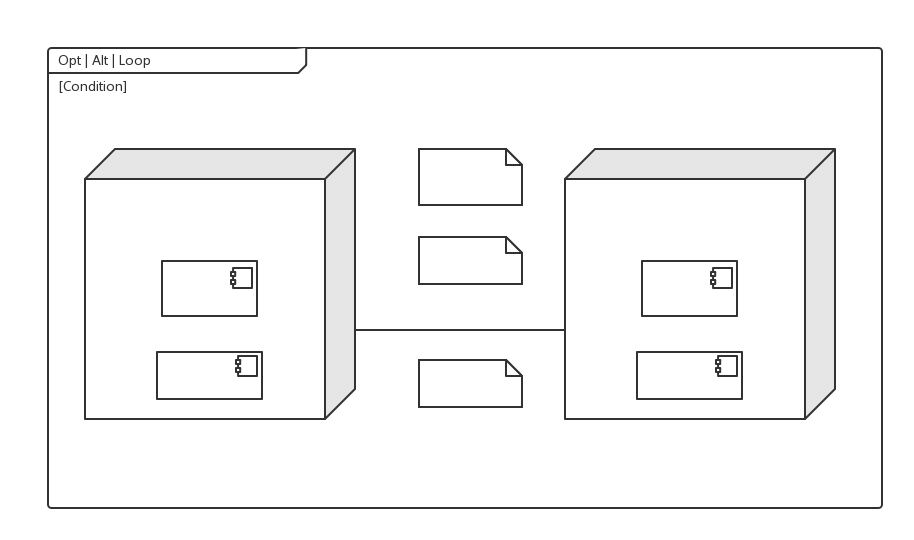 Opt | Alt | Loop
[Condition]